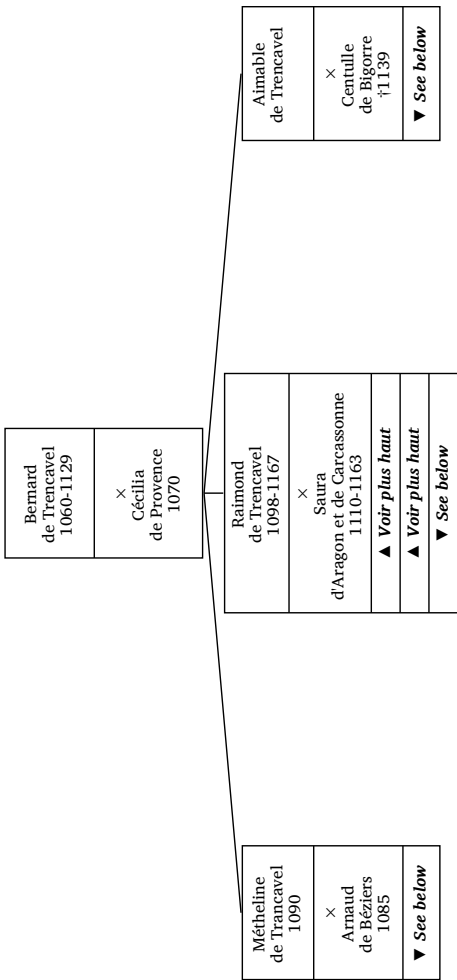 Bernard
de Trencavel
1060-1129
×
Cécilia
de Provence
1070
Métheline
de Trancavel
1090
×
Arnaud
de Béziers
1085
▼ See below
Raimond
de Trencavel
1098-1167
×
Saura
d'Aragon et de Carcassonne
1110-1163
▲ Voir plus haut
▲ Voir plus haut
▼ See below
Aimable
de Trencavel
×
Centulle
de Bigorre
†1139
▼ See below